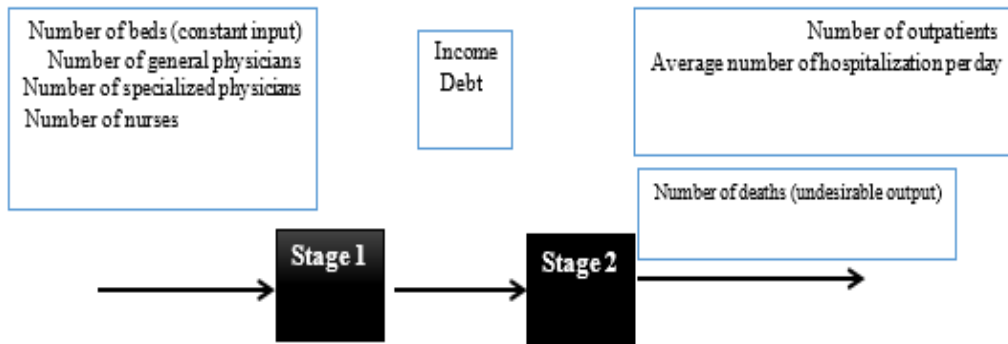 Number of beds (constant input)
Number of general physicians
Number of specialized physicians
Number of nurses
Income
Debt
Number of outpatients
Average number of hospitalization per day
Number of deaths (undesirable output)
Stage 1
Stage 2